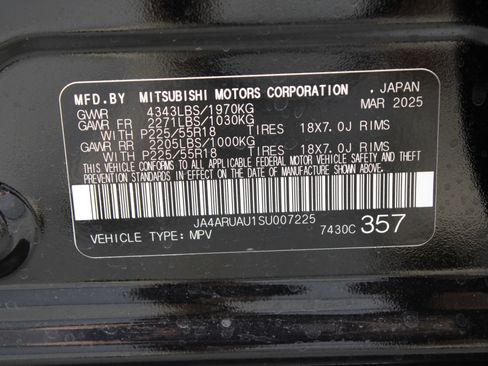 MFD.BY MITSUBISHI MOTORS CORPORATION , JAPAN
GVWR 4343LBS/1970KG MAR 2025
GAWR FR 2271LBS/1030KG
WITH P225/55R18 TIRES 18X7.0J RIMS
GAWR RR 2205LBS/1000KG
WITH P225/55R18 TIRES 18X7.0J RIMS
THIS VEHICLE CONFORMS TO ALL APPLICABLE FEDERAL MOTOR VEHICLE SAFETY AND THEFT
PREVENTION STANDARDS IN EFFECT ON THE DATE OF MANUFACTURE SHOWN ABOVE.
JA4ARUAU1SU007225
VEHICLE TYPE: MPV 7430C 357